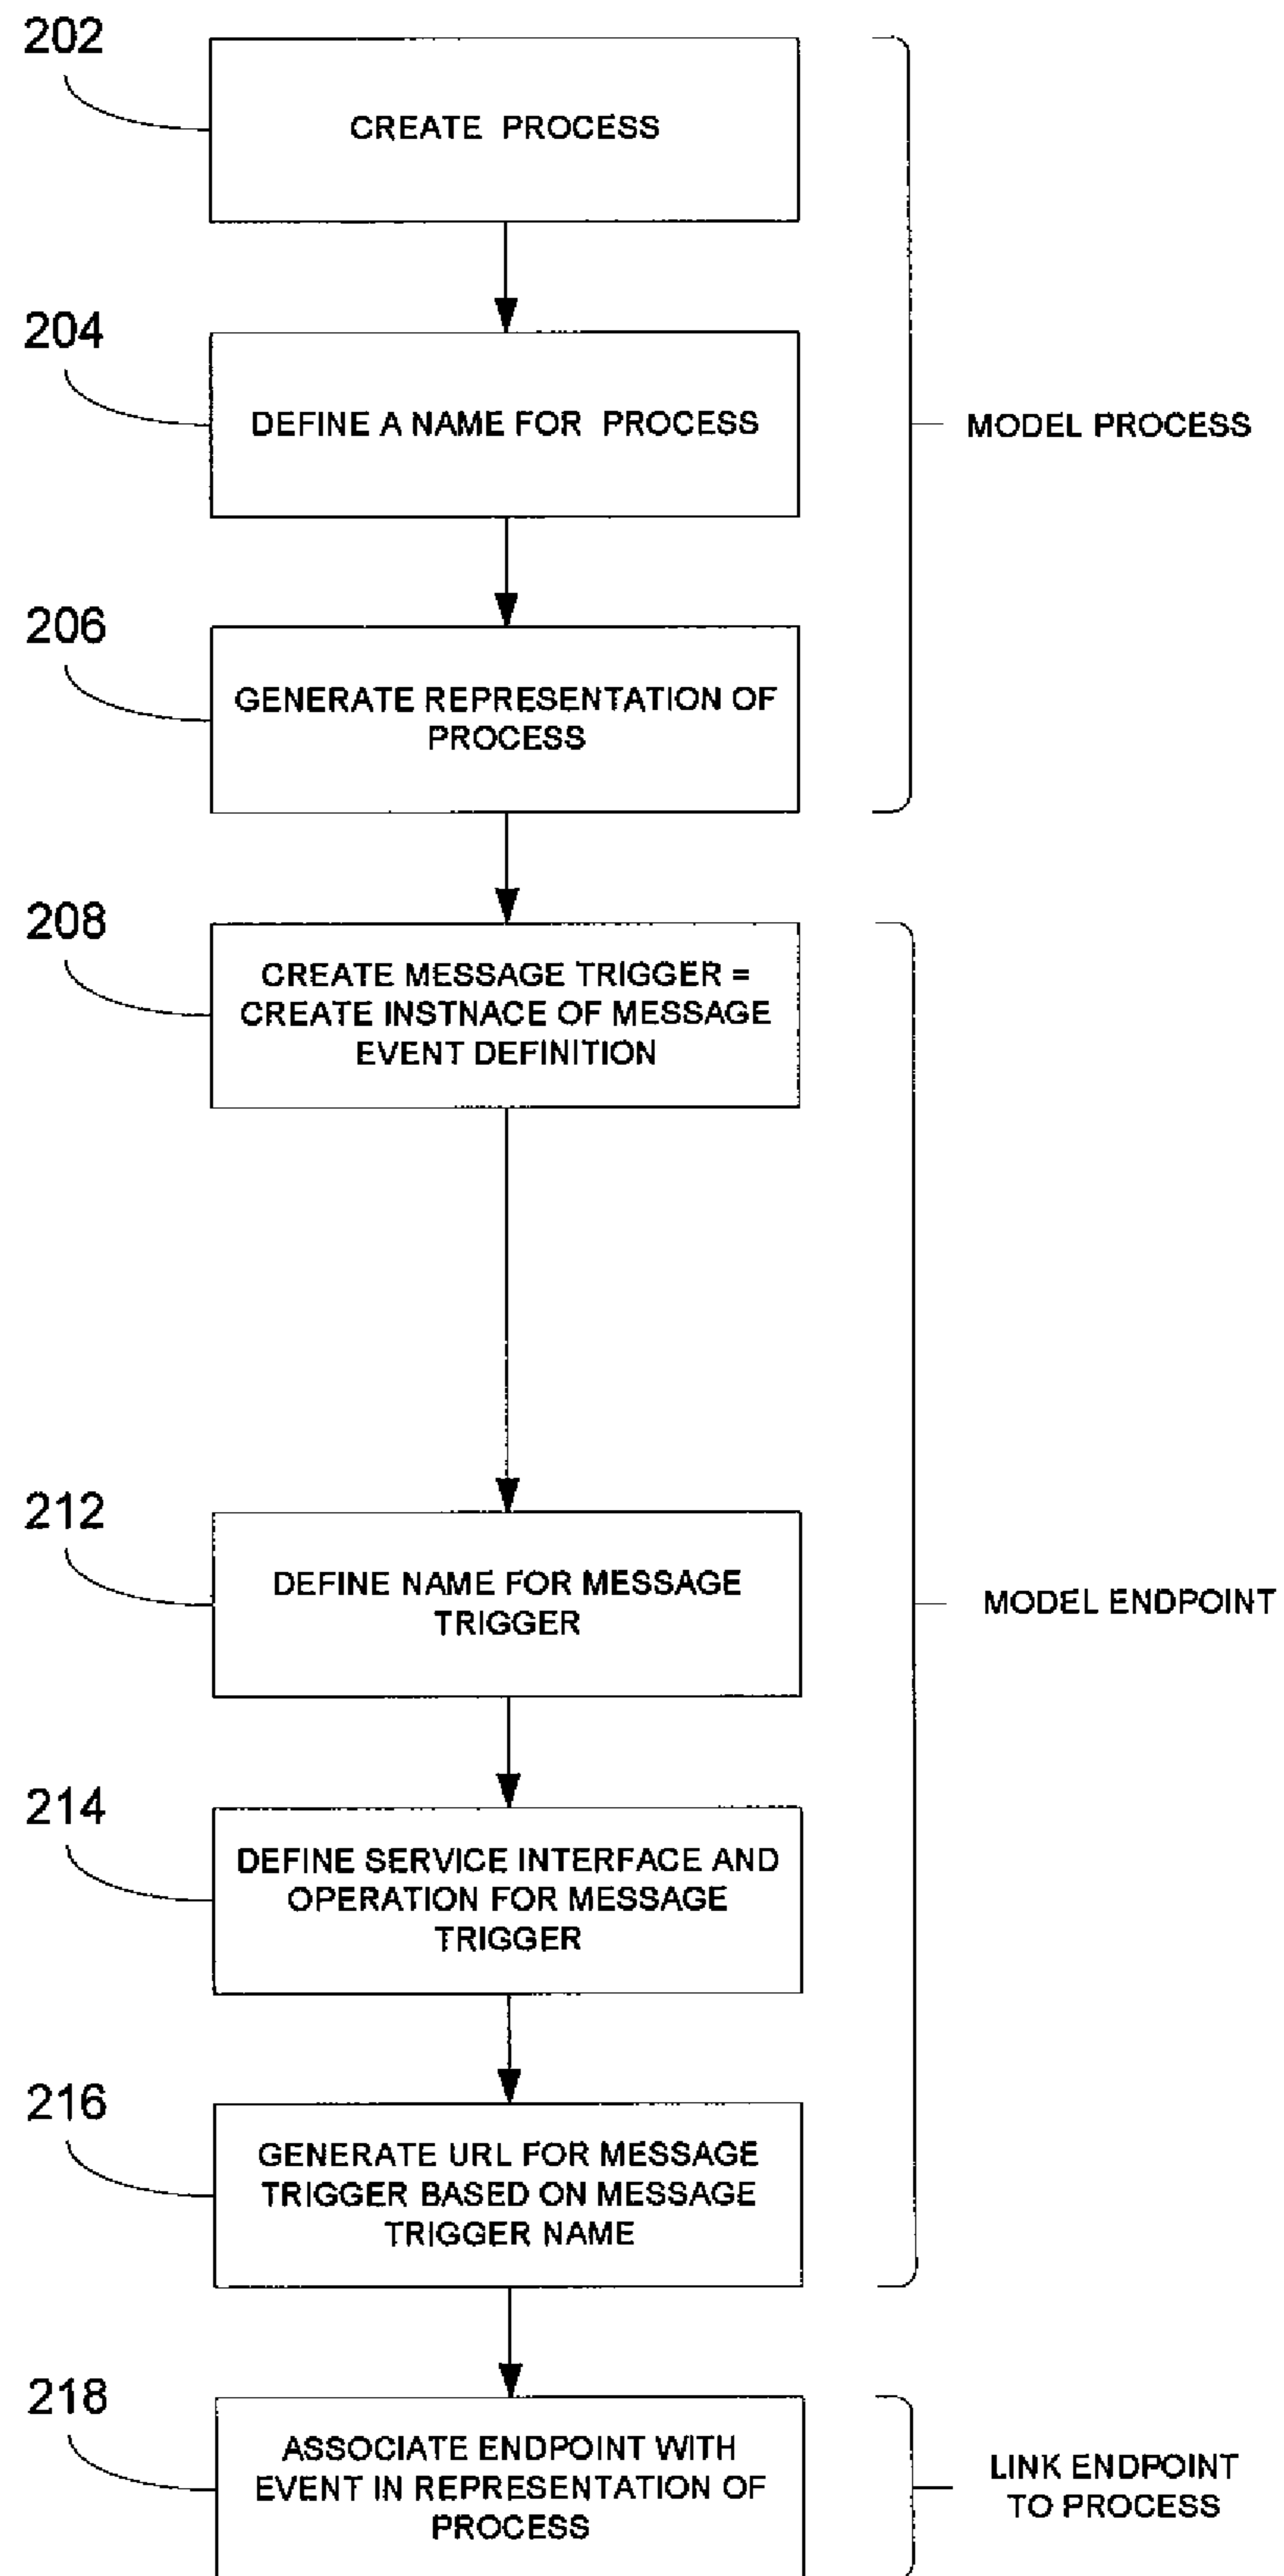 202
CREATE PROCESS
204
DEFINE A NAME FOR PROCESS
MODEL PROCESS
206
GENERATE REPRESENTATION OF
PROCESS
208
CREATE MESSAGE TRIGGER =
CREATE INSTNACE OF MESSAGE
EVENT DEFINITION
212
DEFINE NAME FOR MESSAGE
TRIGGER
MODEL ENDPOINT
214
DEFINE SERVICE INTERFACE AND
OPERATION FOR MESSAGE
TRIGGER
216
GENERATE URL FOR MESSAGE
TRIGGER BASED ON MESSAGE
TRIGGER NAME
218
ASSOCIATE ENDPOINT WITH
EVENT IN REPRESENTATION OF
PROCESS
LINK ENDPOINT
TO PROCESS